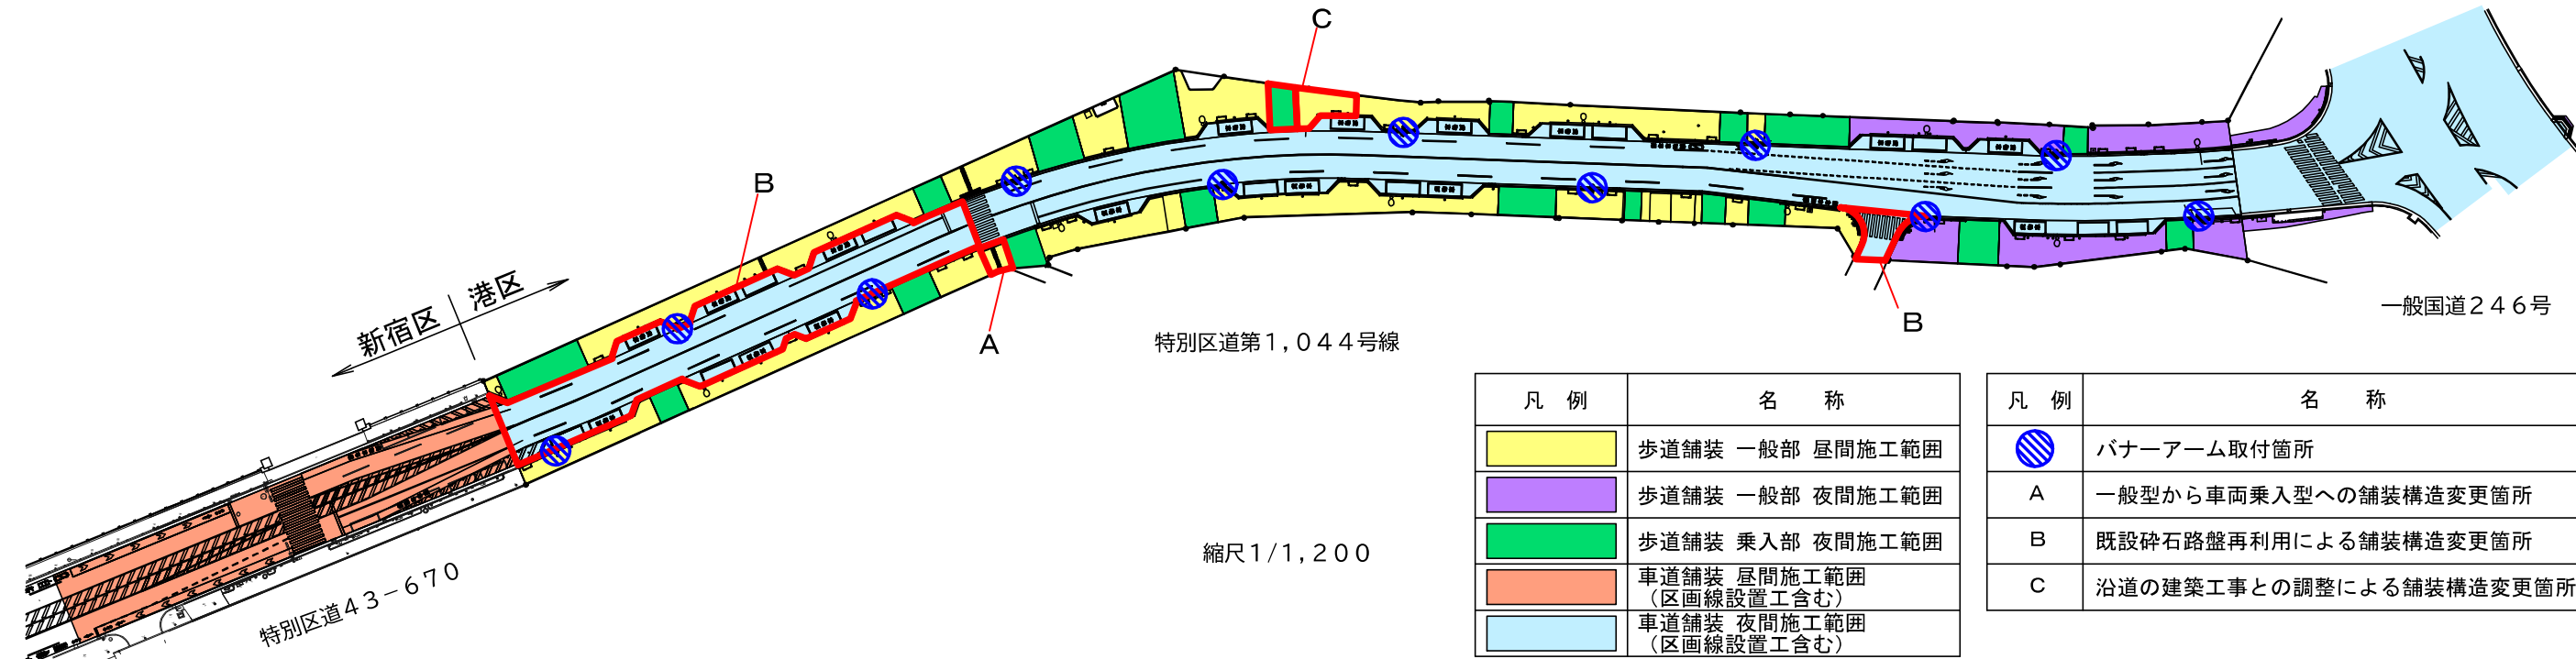 C
B
新宿区
港区
A
特別区道第1,044号線
B
一般国道246号
特別区道43-670
縮尺1/1,200
凡 例 名 称
歩道舗装 一般部 昼間施工範囲
歩道舗装 一般部 夜間施工範囲
歩道舗装 乗入部 夜間施工範囲
車道舗装 昼間施工範囲
(区画線設置工含む)
車道舗装 夜間施工範囲
(区画線設置工含む)
凡 例 名 称
バナーアーム取付箇所
A 一般型から車両乗入型への舗装構造変更箇所
B 既設砕石路盤再利用による舗装構造変更箇所
C 沿道の建築工事との調整による舗装構造変更箇所